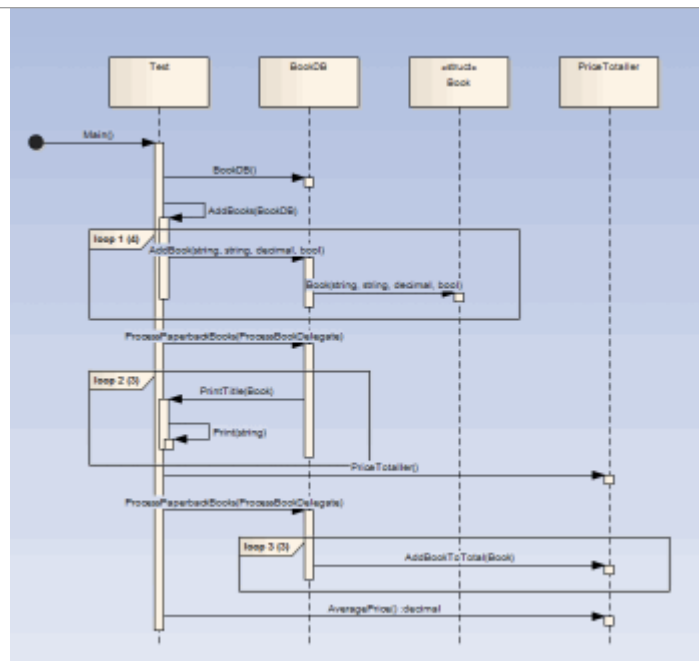 Test
BookDB
«struct»
Book
PriceTotaller
Main()
BookDB()
AddBooks(BookDB)
loop 1 (4)
AddBook(string, string, decimal, bool)
Book(string, string, decimal, bool)
ProcessPaperbackBooks(ProcessBookDelegate)
loop 2 (3)
PrintTitle(Book)
Print(string)
PriceTotaller()
ProcessPaperbackBooks(ProcessBookDelegate)
loop 3 (3)
AddBookToTotal(Book)
AveragePrice() :decimal